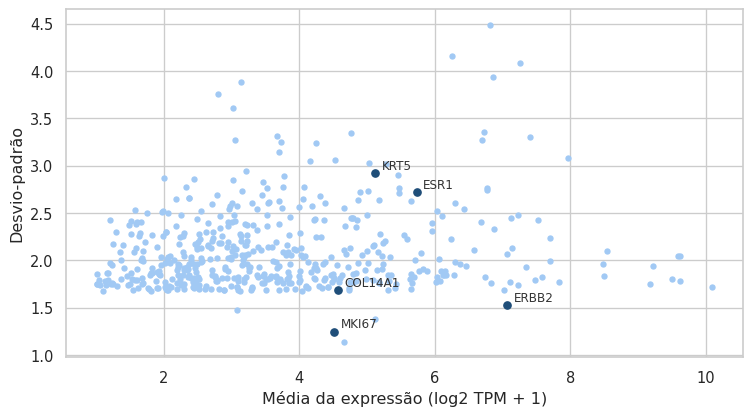 4.5
4.0
3.5
3.0
2.5
2.0
1.5
1.0
Desvio-padrão
KRT5
ESR1
COL14A1
ERBB2
MKI67
2 4 6 8 10
Média da expressão (log2 TPM + 1)